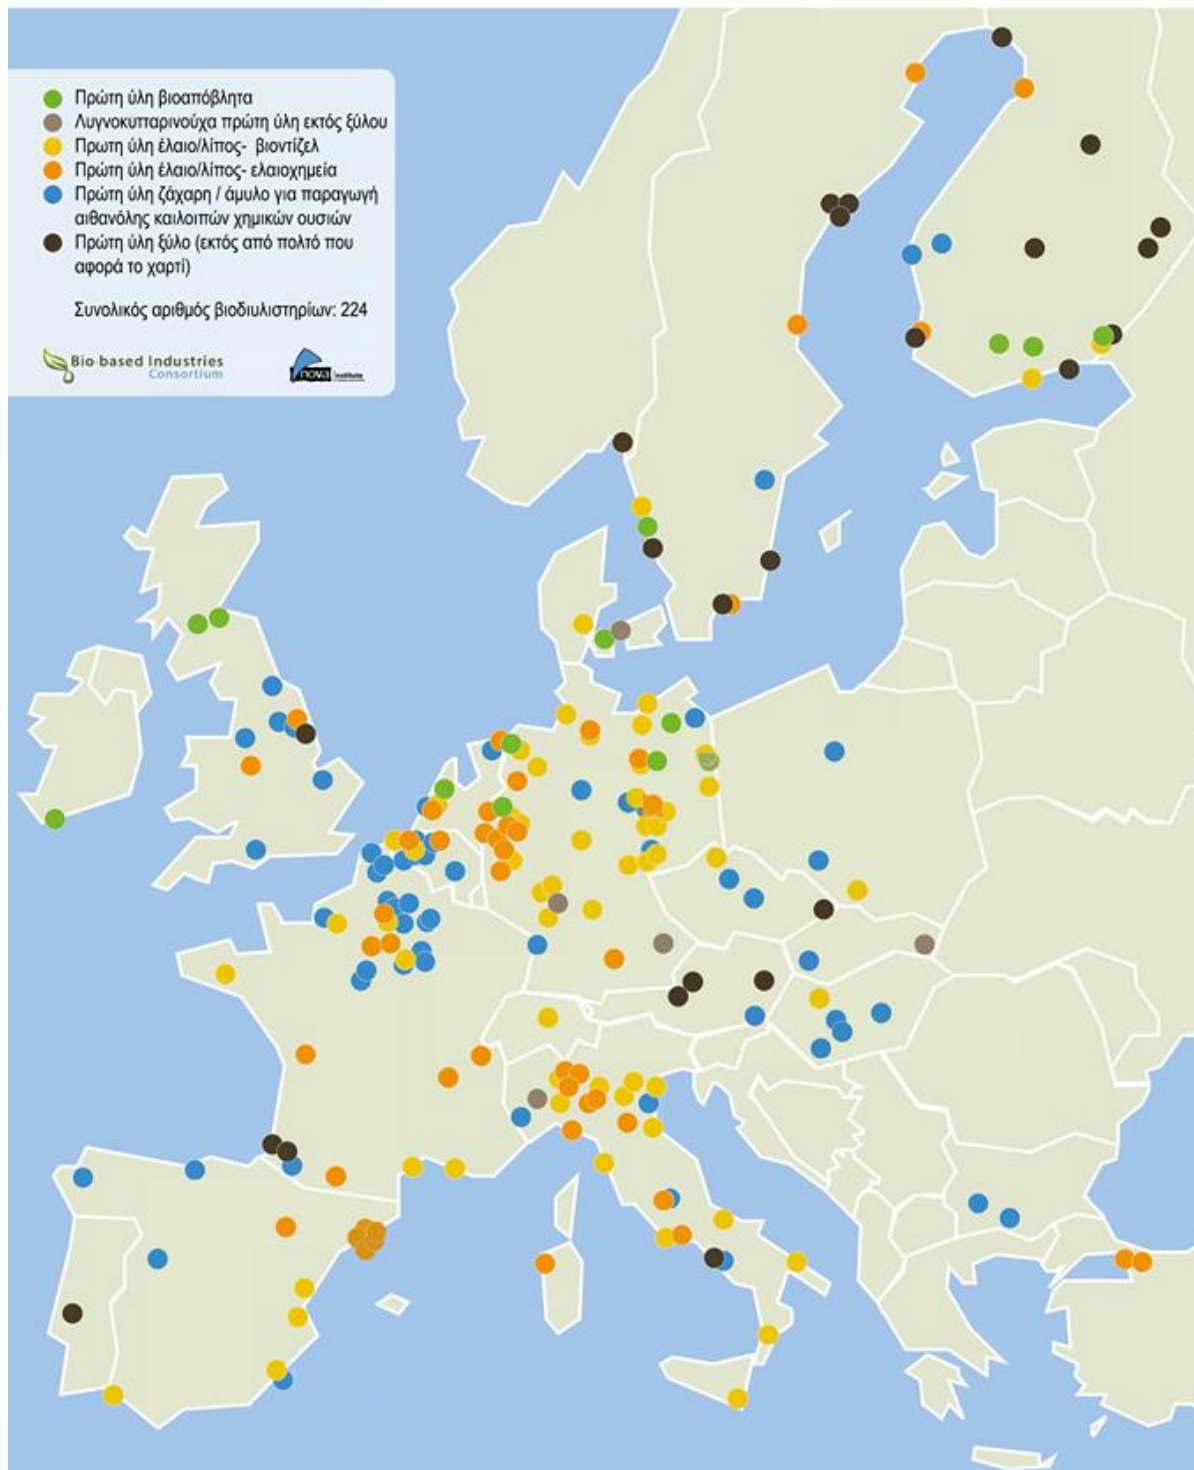 Πρώτη ύλη βιοαπόβλητα
Λυγνοκυτταρινούχα πρώτη ύλη εκτός ξύλου
Πρωτη ύλη έλαιο/λίπος- βιοντίζελ
Πρώτη ύλη έλαιο/λίπος- ελαιοχημεία
Πρώτη ύλη ζάχαρη / άμυλο για παραγωγή
αιθανόλης καιλοιπών χημικών ουσιών
Πρώτη ύλη ξύλο (εκτός από πολτό που
αφορά το χαρτί)
Συνολικός αριθμός βιοδιυλιστηρίων: 224
Bio-based Industries
Consortium
nova Institute